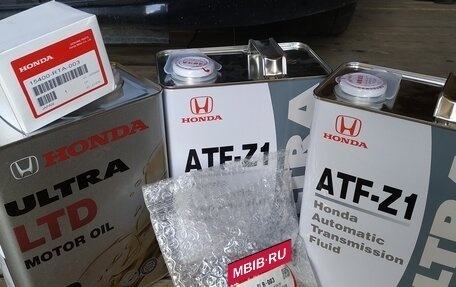 HONDA
15400-RTA-003
HONDA
ULTRA
LTD
MOTOR OIL
HONDA
ATF-Z1
HONDA
ATF-Z1
Honda
Automatic
Transmission
Fluid
ULTRA
MBIB·RU